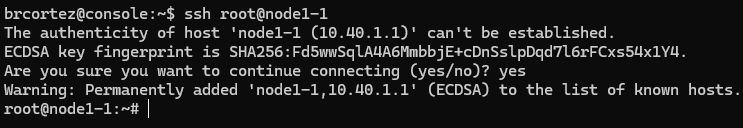 brcortez@console:~$ ssh root@node1-1
The authenticity of host 'node1-1 (10.40.1.1)' can't be established.
ECDSA key fingerprint is SHA256:Fd5wwSqlA4A6MmbbjE+cDnSslpDqd7l6rFCxs54x1Y4.
Are you sure you want to continue connecting (yes/no)? yes
Warning: Permanently added 'node1-1,10.40.1.1' (ECDSA) to the list of known hosts.
root@node1-1:~#